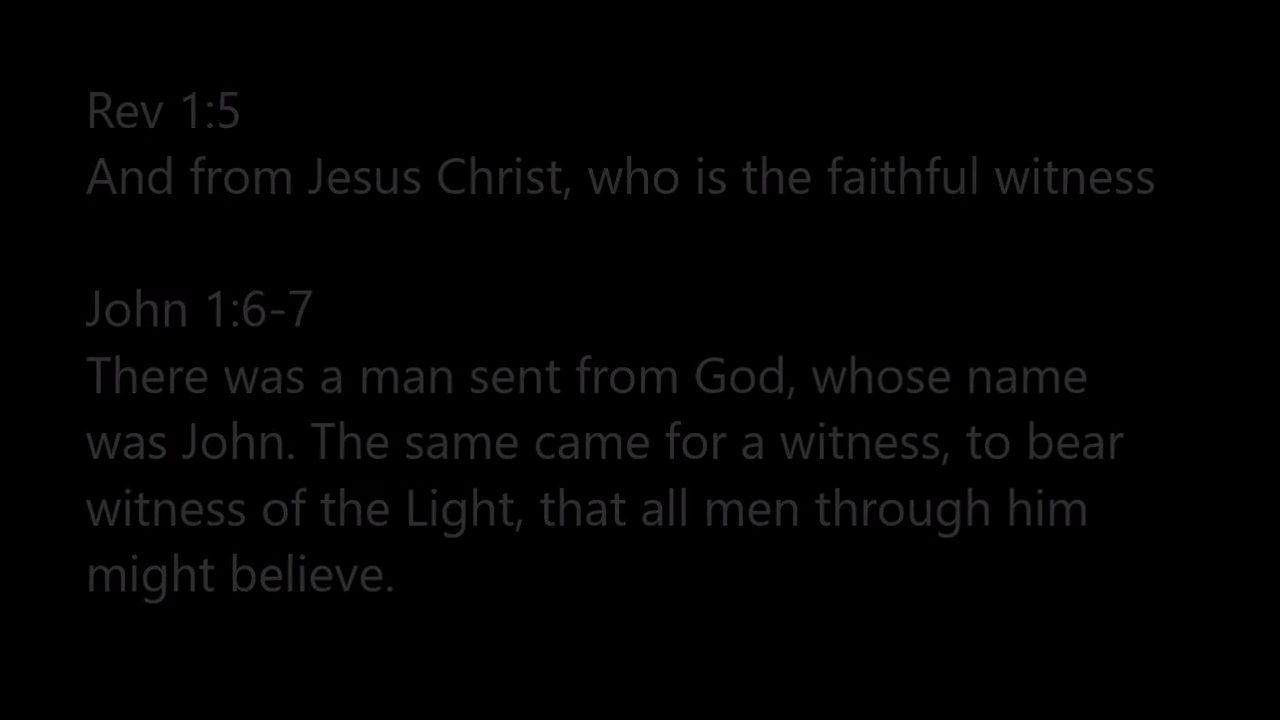 Rev 1:5
And from Jesus Christ, who is the faithful witness
John 1:6-7
There was a man sent from God, whose name
was John. The same came for a witness, to bear
witness of the Light, that all men through him
might believe.